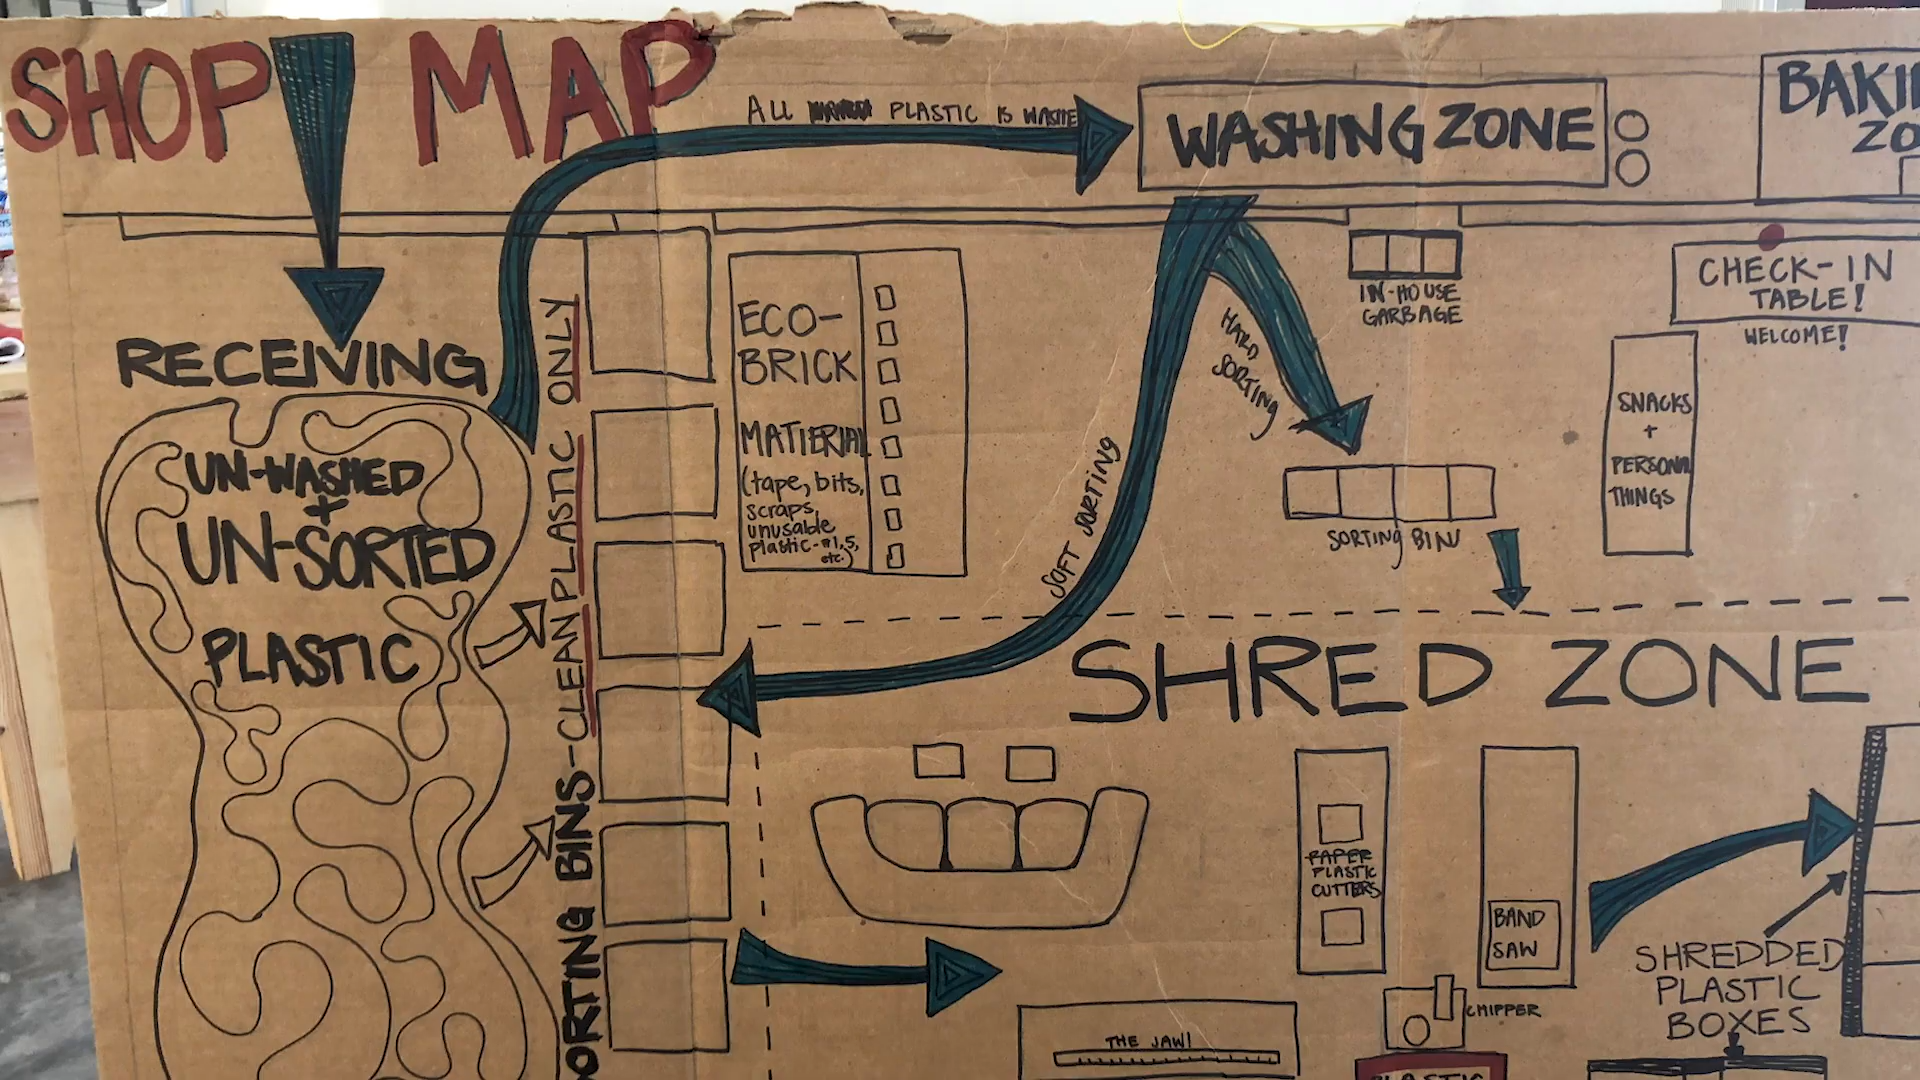 SHOP MAP
ALL PLASTIC IS WASHE
WASHING ZONE
BAKI
ZO
RECEIVING
UN-WASHED
+
UN-SORTED
PLASTIC
ORTING BINS-CLEAN PLASTIC ONLY
ECO-
BRICK
MATIERIAL
(tape, bits,
scraps,
unusable
plastic-#1,5,
etc.)
SOFT SORTING
HARD
SORTING
IN-HOUSE
GARBAGE
CHECK-IN
TABLE!
WELCOME!
SNACKS
+
PERSONAL
THINGS
SORTING BIN
SHRED ZONE
PAPER
PLASTIC
CUTTERS
BAND
SAW
SHREDDED
PLASTIC
BOXES
CHIPPER
THE JAW!
PLASTIC